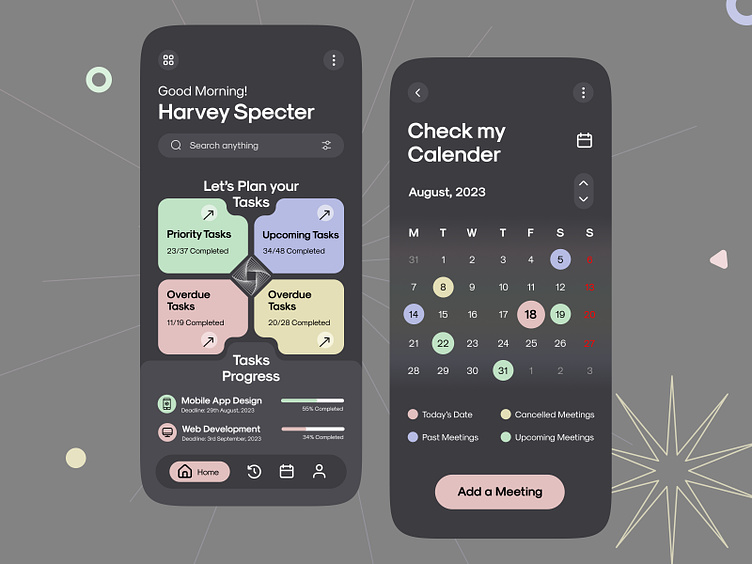 Good Morning!
Harvey Specter
Search anything
Let's Plan your
Tasks
Priority Tasks
23/37 Completed
Upcoming Tasks
34/48 Completed
Overdue
Tasks
11/19 Completed
Overdue
Tasks
20/28 Completed
Tasks
Progress
Mobile App Design
Deadline: 29th August, 2023
55% Completed
Web Development
Deadline: 3rd September, 2023
34% Completed
Home
Check my
Calender
August, 2023
M T W T F S S
31 1 2 3 4 5 6
7 8 9 10 11 12
14 15 16 17 18 19
21 22 23 24 25 26 27
28 29 30 31 1 2 3
Today's Date
Cancelled Meetings
Past Meetings
Upcoming Meetings
Add a Meeting